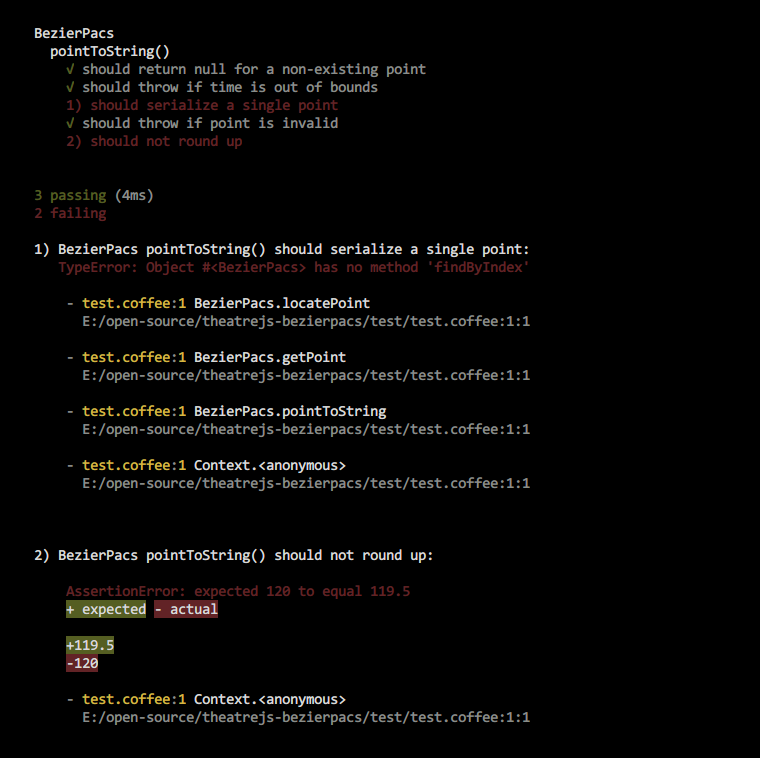 BezierPacs
pointToString()
√ should return null for a non-existing point
√ should throw if time is out of bounds
1) should serialize a single point
√ should throw if point is invalid
2) should not round up
3 passing (4ms)
2 failing
1) BezierPacs pointToString() should serialize a single point:
TypeError: Object #<BezierPacs> has no method 'findByIndex'
- test.coffee:1 BezierPacs.locatePoint
E:/open-source/theatrejs-bezierpacs/test/test.coffee:1:1
- test.coffee:1 BezierPacs.getPoint
E:/open-source/theatrejs-bezierpacs/test/test.coffee:1:1
- test.coffee:1 BezierPacs.pointToString
E:/open-source/theatrejs-bezierpacs/test/test.coffee:1:1
- test.coffee:1 Context.<anonymous>
E:/open-source/theatrejs-bezierpacs/test/test.coffee:1:1
2) BezierPacs pointToString() should not round up:
AssertionError: expected 120 to equal 119.5
+ expected - actual
+119.5
-120
- test.coffee:1 Context.<anonymous>
E:/open-source/theatrejs-bezierpacs/test/test.coffee:1:1